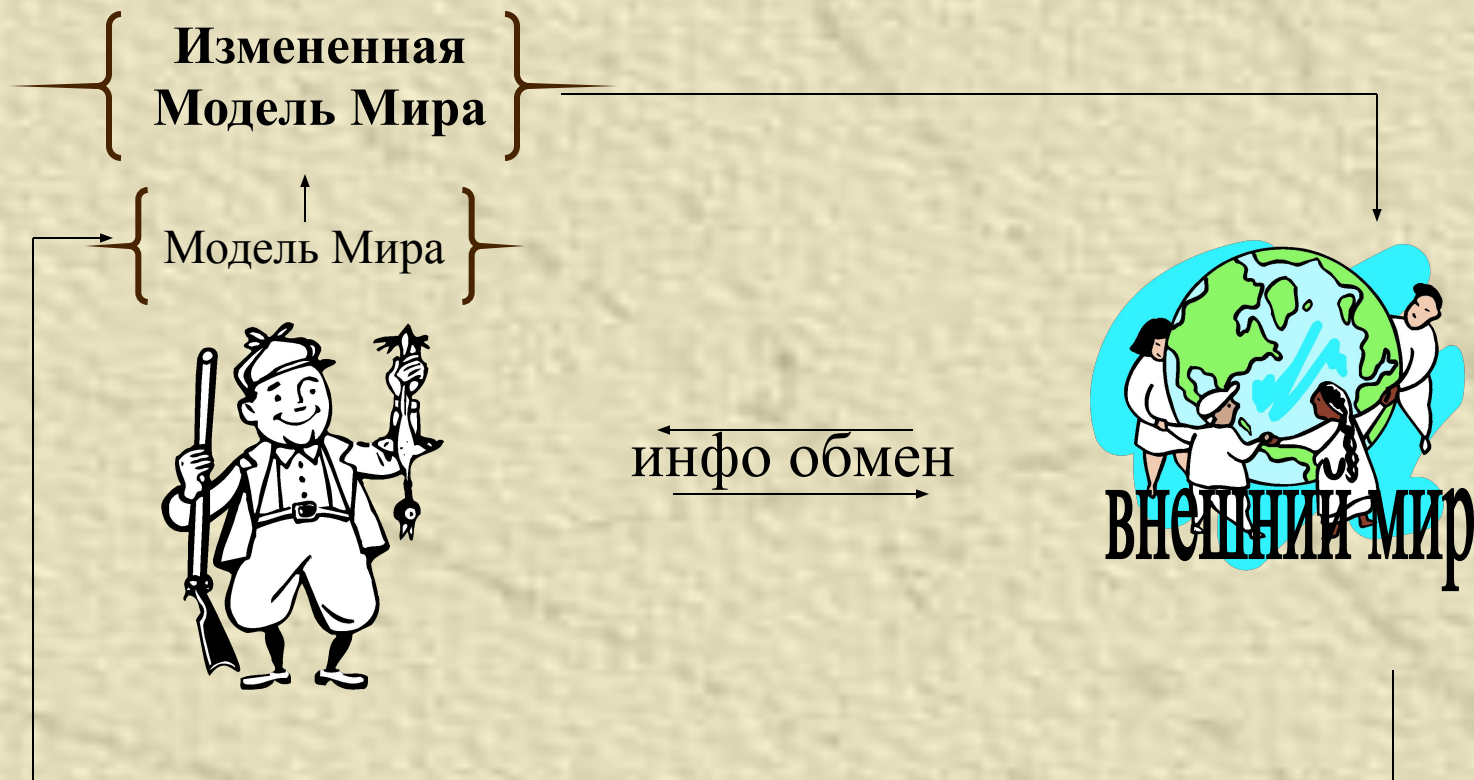 Измененная
Модель Мира
Модель Мира
инфо обмен
внешний мир